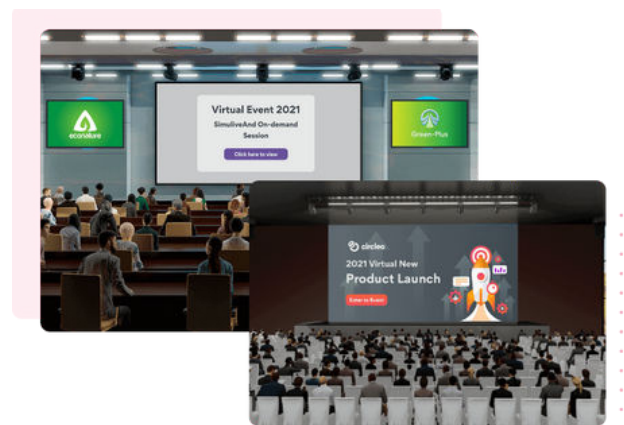 Virtual Event 2021
SimuliveAnd On-demand
Session
Click here to view
econature
Green-Plus
circleo
2021 Virtual New
Product Launch
Enter to Event